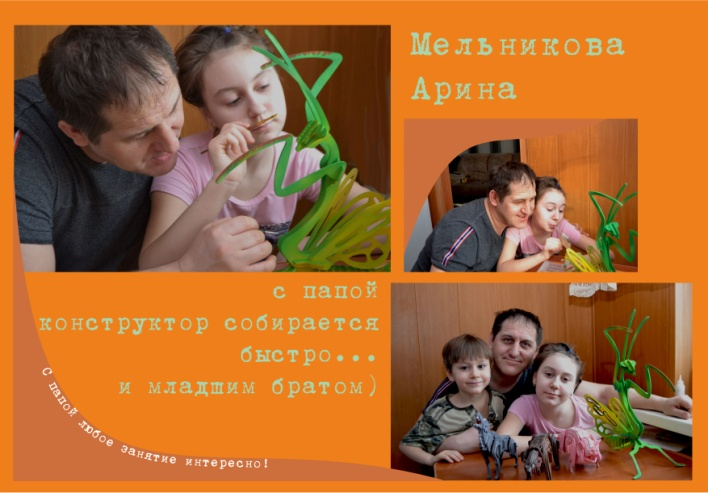 Мельникова
Арина
с папой
конструктор собирается
быстро...
и младшим братом)
С папой любое занятие интересно!